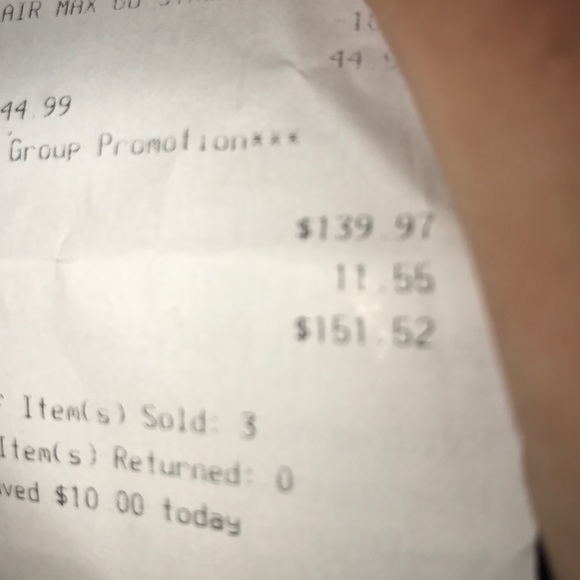 AIR MAX
44
44.99
Group Promotion***
$139.97
11.55
$151.52
Item(s) Sold: 3
Item(s) Returned: 0
$10.00 today